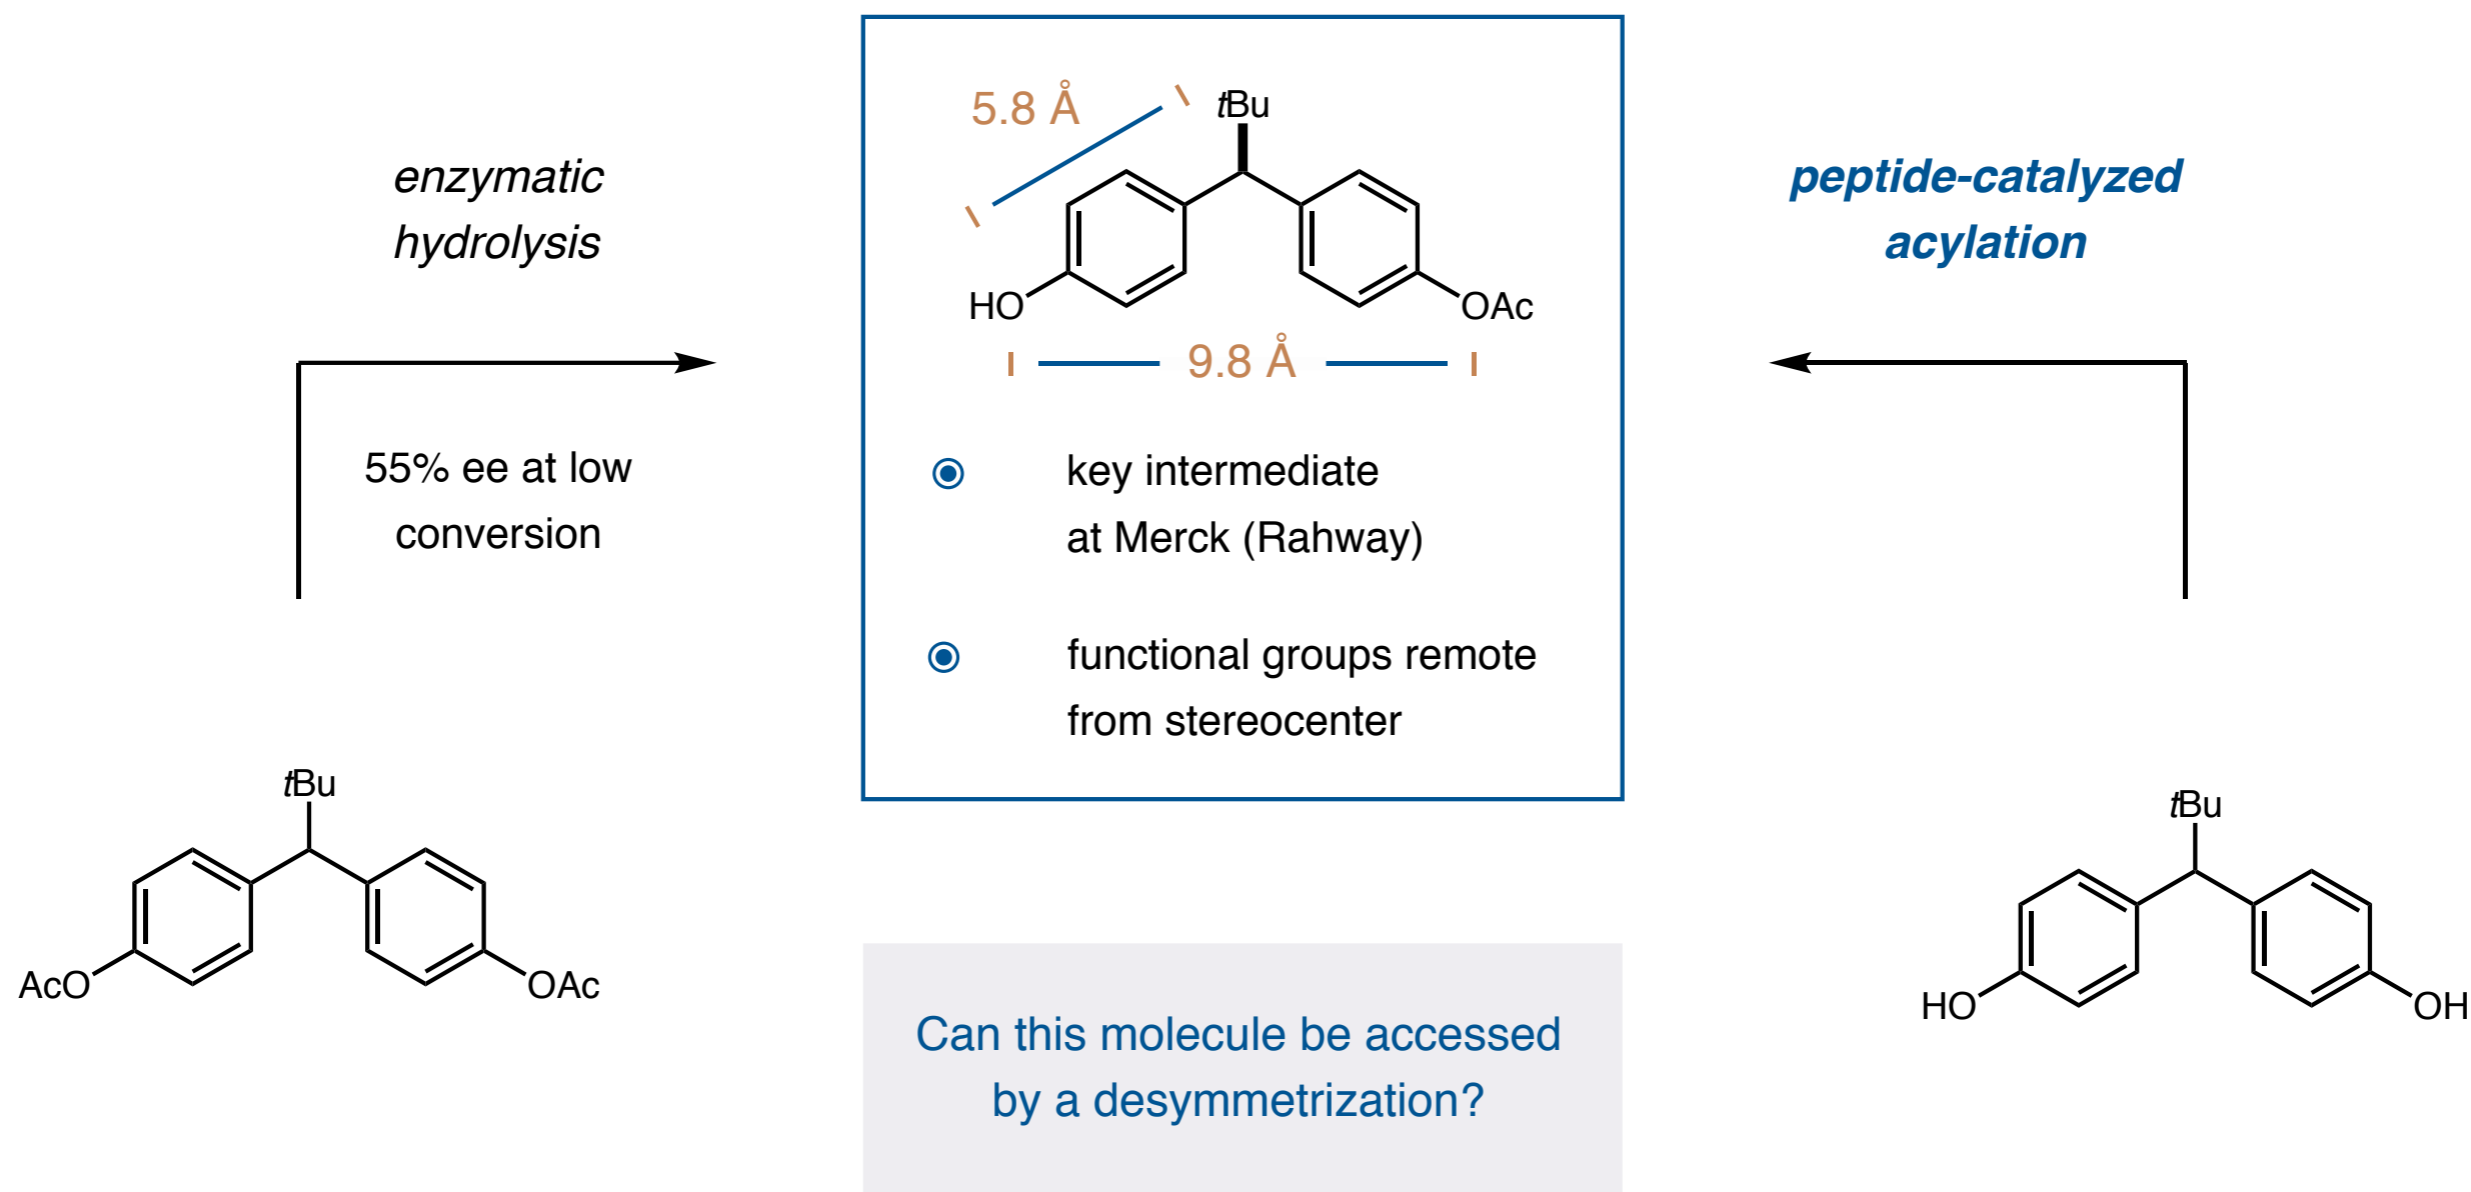 enzymatic
hydrolysis
55% ee at low
conversion
tBu
AcO
OAc
5.8 Å
tBu
HO
OAc
9.8 Å
key intermediate
at Merck (Rahway)
functional groups remote
from stereocenter
Can this molecule be accessed
by a desymmetrization?
peptide-catalyzed
acylation
tBu
HO
OH